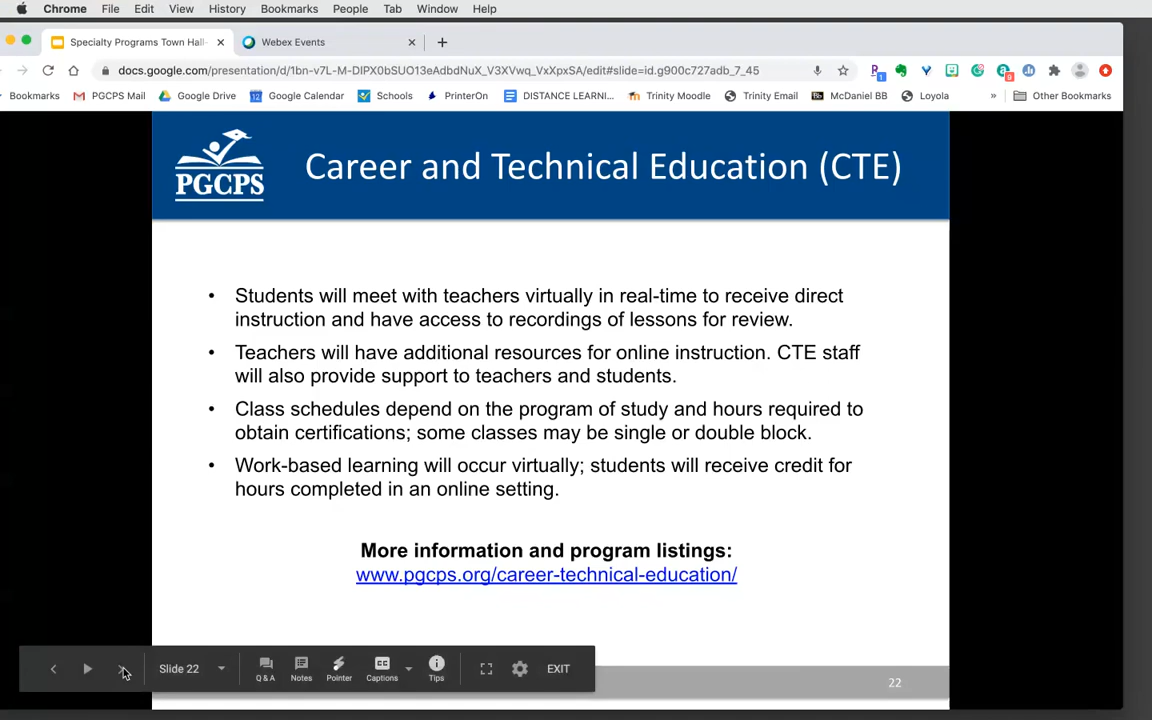 Chrome File Edit View History Bookmarks People Tab Window Help
Specialty Programs Town Hall- Webex Events
docs.google.com/presentation/d/1bn-v7L-M-DIPX0bSUO13eAdbdNuX_V3XVwq_VxXpxSA/edit#slide=id.g900c727adb_7_45
Bookmarks PGCPS Mail Google Drive Google Calendar Schools PrinterOn DISTANCE LEARNI... Trinity Moodle Trinity Email McDaniel BB Loyola » Other Bookmarks
PGCPS
Career and Technical Education (CTE)
• Students will meet with teachers virtually in real-time to receive direct
instruction and have access to recordings of lessons for review.
• Teachers will have additional resources for online instruction. CTE staff
will also provide support to teachers and students.
• Class schedules depend on the program of study and hours required to
obtain certifications; some classes may be single or double block.
• Work-based learning will occur virtually; students will receive credit for
hours completed in an online setting.
More information and program listings:
www.pgcps.org/career-technical-education/
Slide 22 Q & A Notes Pointer CC Captions Tips EXIT
22